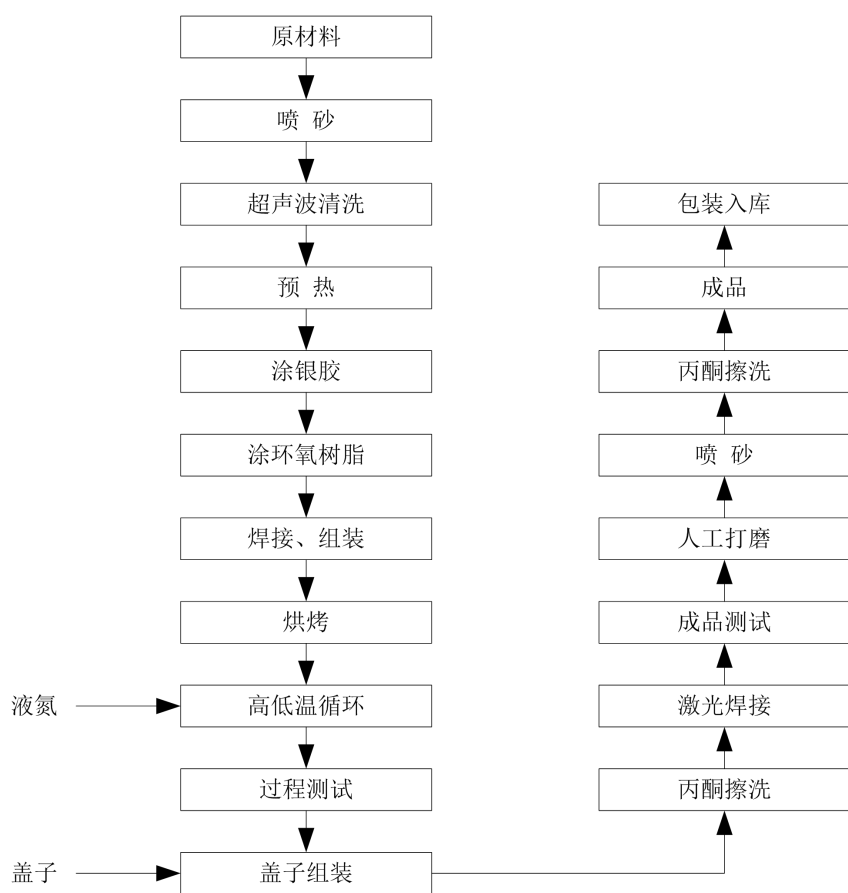 原材料
喷 砂
超声波清洗
预 热
涂银胶
涂环氧树脂
焊接、组装
烘烤
液氮
高低温循环
过程测试
盖子
盖子组装
丙酮擦洗
激光焊接
成品测试
人工打磨
喷 砂
丙酮擦洗
成品
包装入库